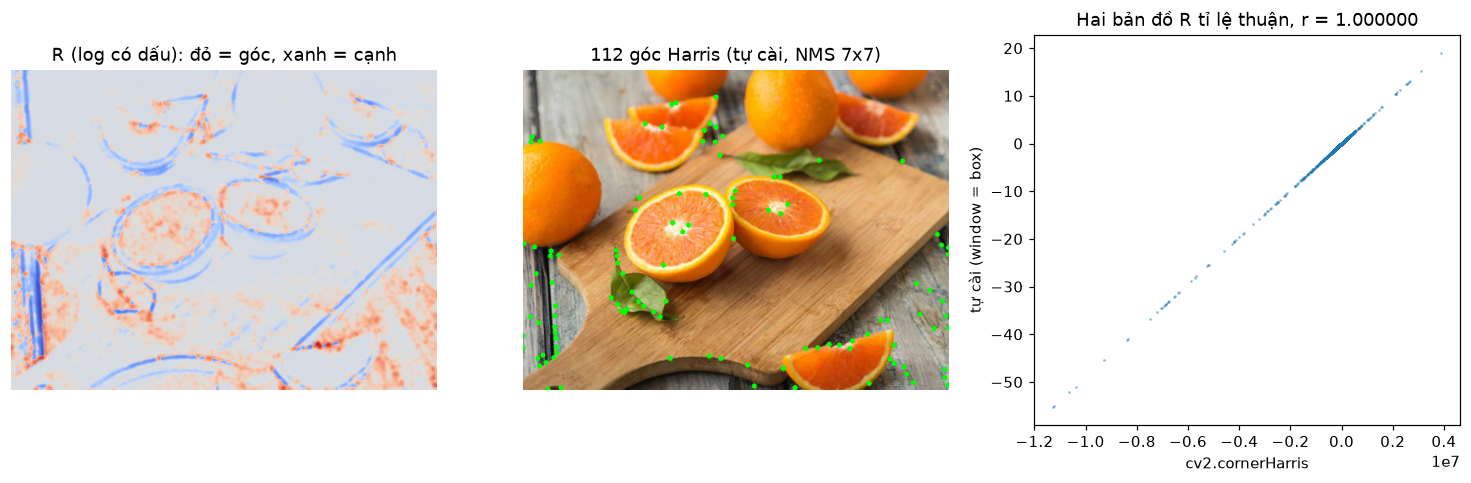 R (log có dấu): đỏ = góc, xanh = cạnh
112 góc Harris (tự cài, NMS 7x7)
Hai bản đồ R tỉ lệ thuận, r = 1.000000
tự cài (window = box)
20
10
0
−10
−20
−30
−40
−50
−1.2 −1.0 −0.8 −0.6 −0.4 −0.2 0.0 0.2 0.4
1e7
cv2.cornerHarris